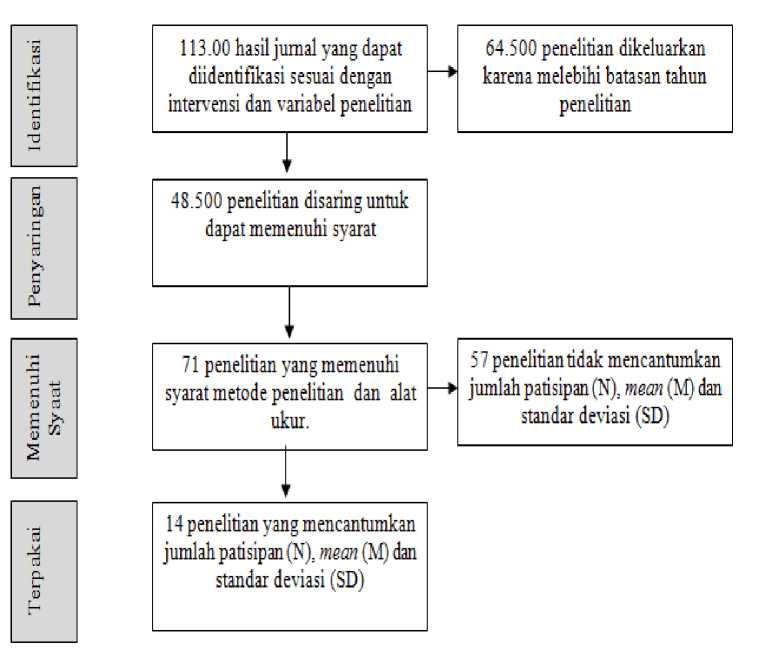 Identifikasi
113.00 hasil jurnal yang dapat
diidentifikasi sesuai dengan
intervensi dan variabel penelitian
64.500 penelitian dikeluarkan
karena melebihi batasan tahun
penelitian
Penyaringan
48.500 penelitian disaring untuk
dapat memenuhi syarat
Memenuhi
Syaat
71 penelitian yang memenuhi
syarat metode penelitian dan alat
ukur.
57 penelitian tidak mencantumkan
jumlah patisipan (N), mean (M) dan
standar deviasi (SD)
Terpakai
14 penelitian yang mencantumkan
jumlah patisipan (N), mean (M) dan
standar deviasi (SD)